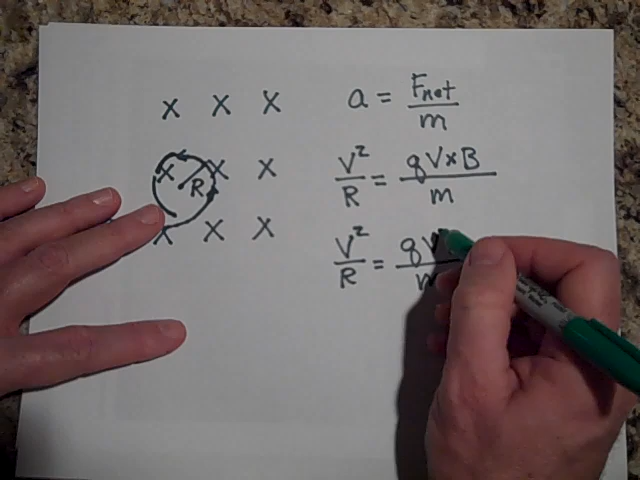 X X X
a = Fnet/m
X X X
R
V²/R = qV×B/m
X X X
V²/R = qV/m